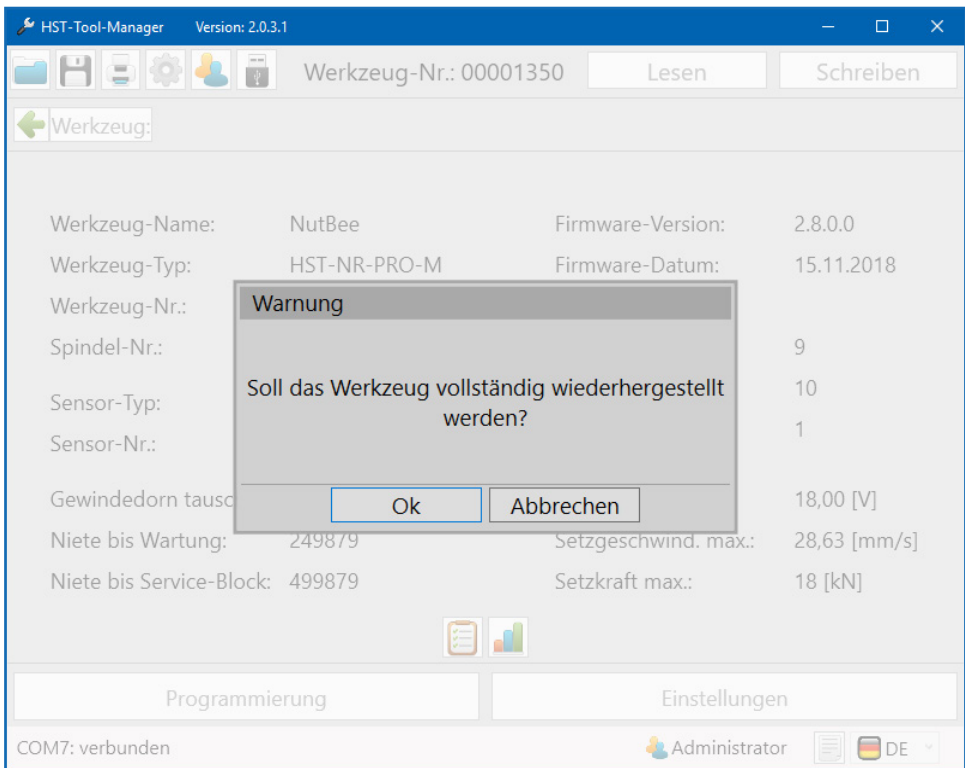 HST-Tool-Manager Version: 2.0.3.1
Werkzeug-Nr.: 00001350 Lesen Schreiben
Werkzeug:
Werkzeug-Name: NutBee Firmware-Version: 2.8.0.0
Werkzeug-Typ: HST-NR-PRO-M Firmware-Datum: 15.11.2018
Werkzeug-Nr.:
Warnung
Spindel-Nr.: 9
Soll das Werkzeug vollständig wiederhergestellt
werden?
Sensor-Typ: 10
Sensor-Nr.: 1
Gewindedorn tausc 18,00 [V]
Ok Abbrechen
Niete bis Wartung: 249879 Setzgeschwind. max.: 28,63 [mm/s]
Niete bis Service-Block: 499879 Setzkraft max.: 18 [kN]
Programmierung Einstellungen
COM7: verbunden Administrator DE